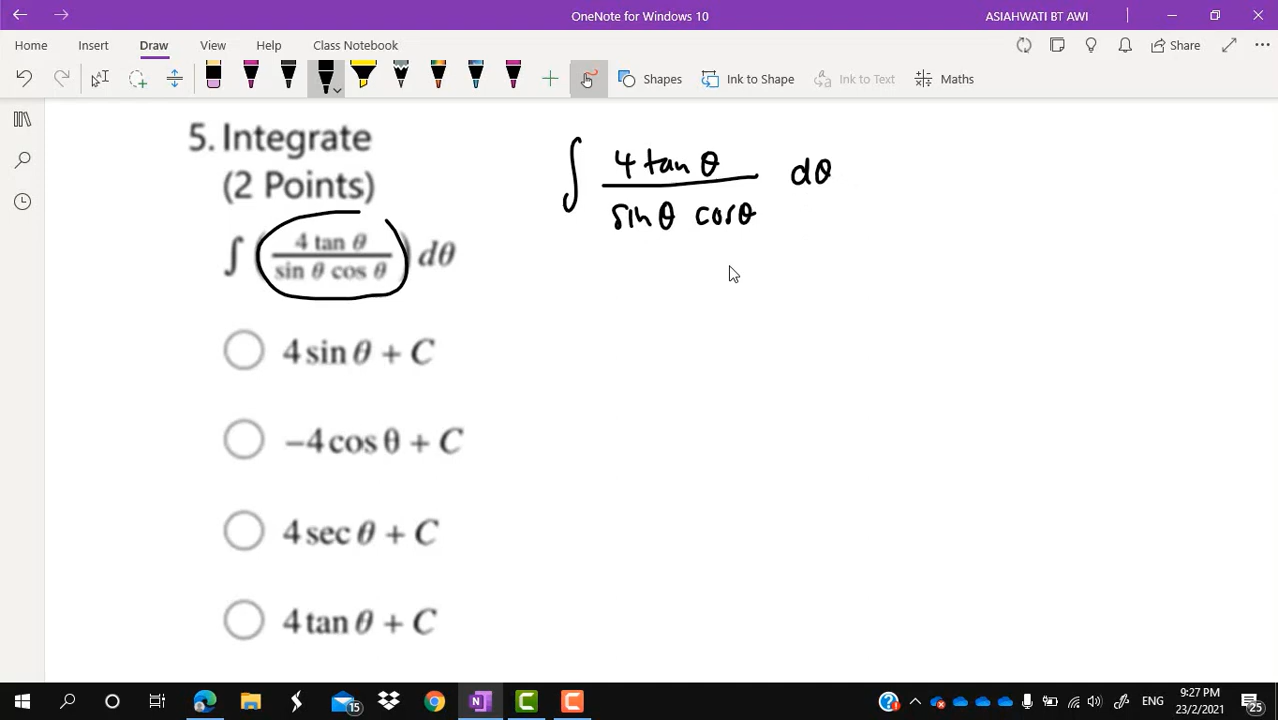 OneNote for Windows 10
ASIAHWATI BT AWI
Home Insert Draw View Help Class Notebook
Share
Shapes Ink to Shape Ink to Text Maths
5. Integrate
(2 Points)
∫ (4 tan θ / sin θ cos θ) dθ
∫ 4 tan θ / sin θ cos θ dθ
4 sin θ + C
−4 cos θ + C
4 sec θ + C
4 tan θ + C
15
ENG
9:27 PM
23/2/2021
25